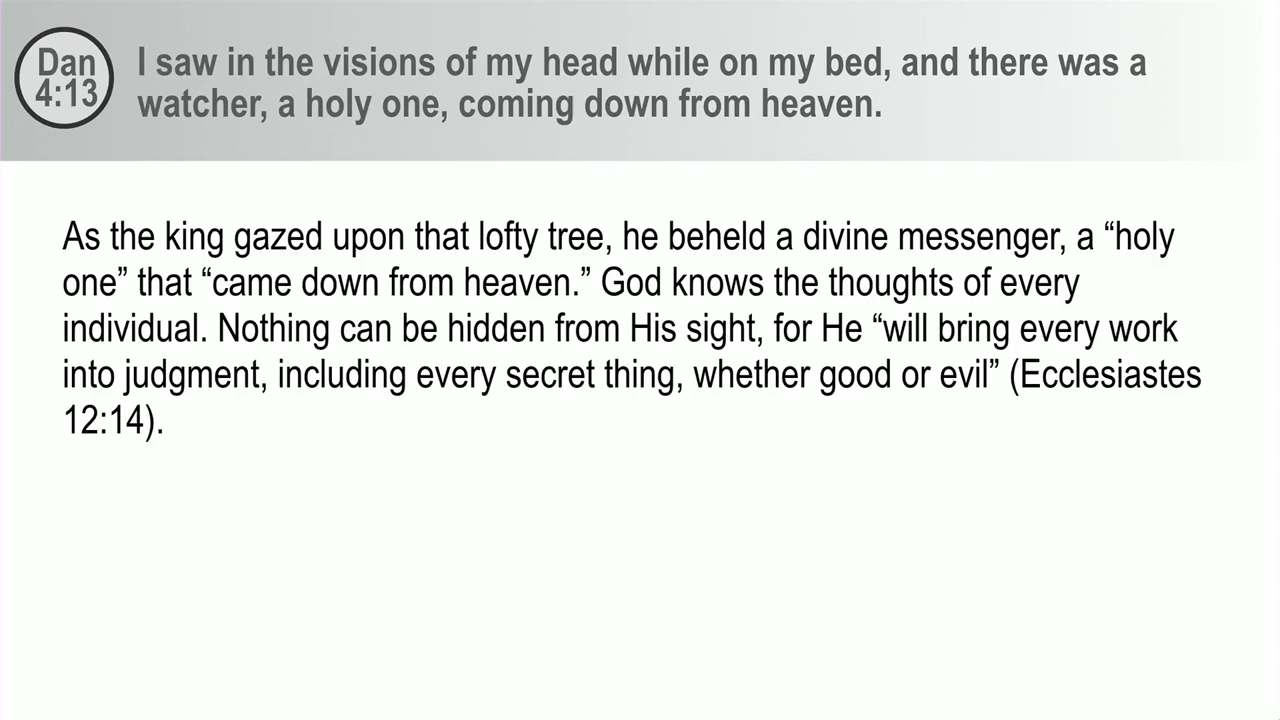 Dan
4:13
I saw in the visions of my head while on my bed, and there was a
watcher, a holy one, coming down from heaven.
As the king gazed upon that lofty tree, he beheld a divine messenger, a “holy
one” that “came down from heaven.” God knows the thoughts of every
individual. Nothing can be hidden from His sight, for He “will bring every work
into judgment, including every secret thing, whether good or evil” (Ecclesiastes
12:14).